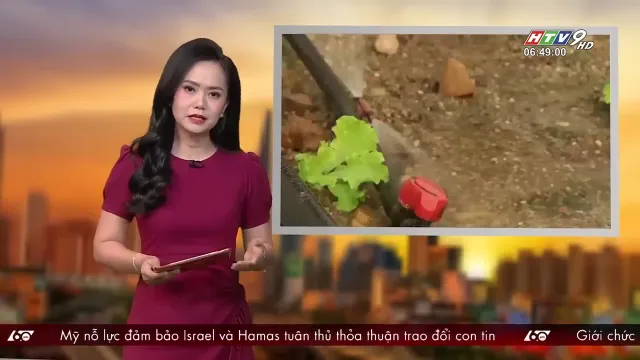 HTV9 HD
06:49:00
60 Mỹ nỗ lực đảm bảo Israel và Hamas tuân thủ thỏa thuận trao đổi con tin 60 Giới chức